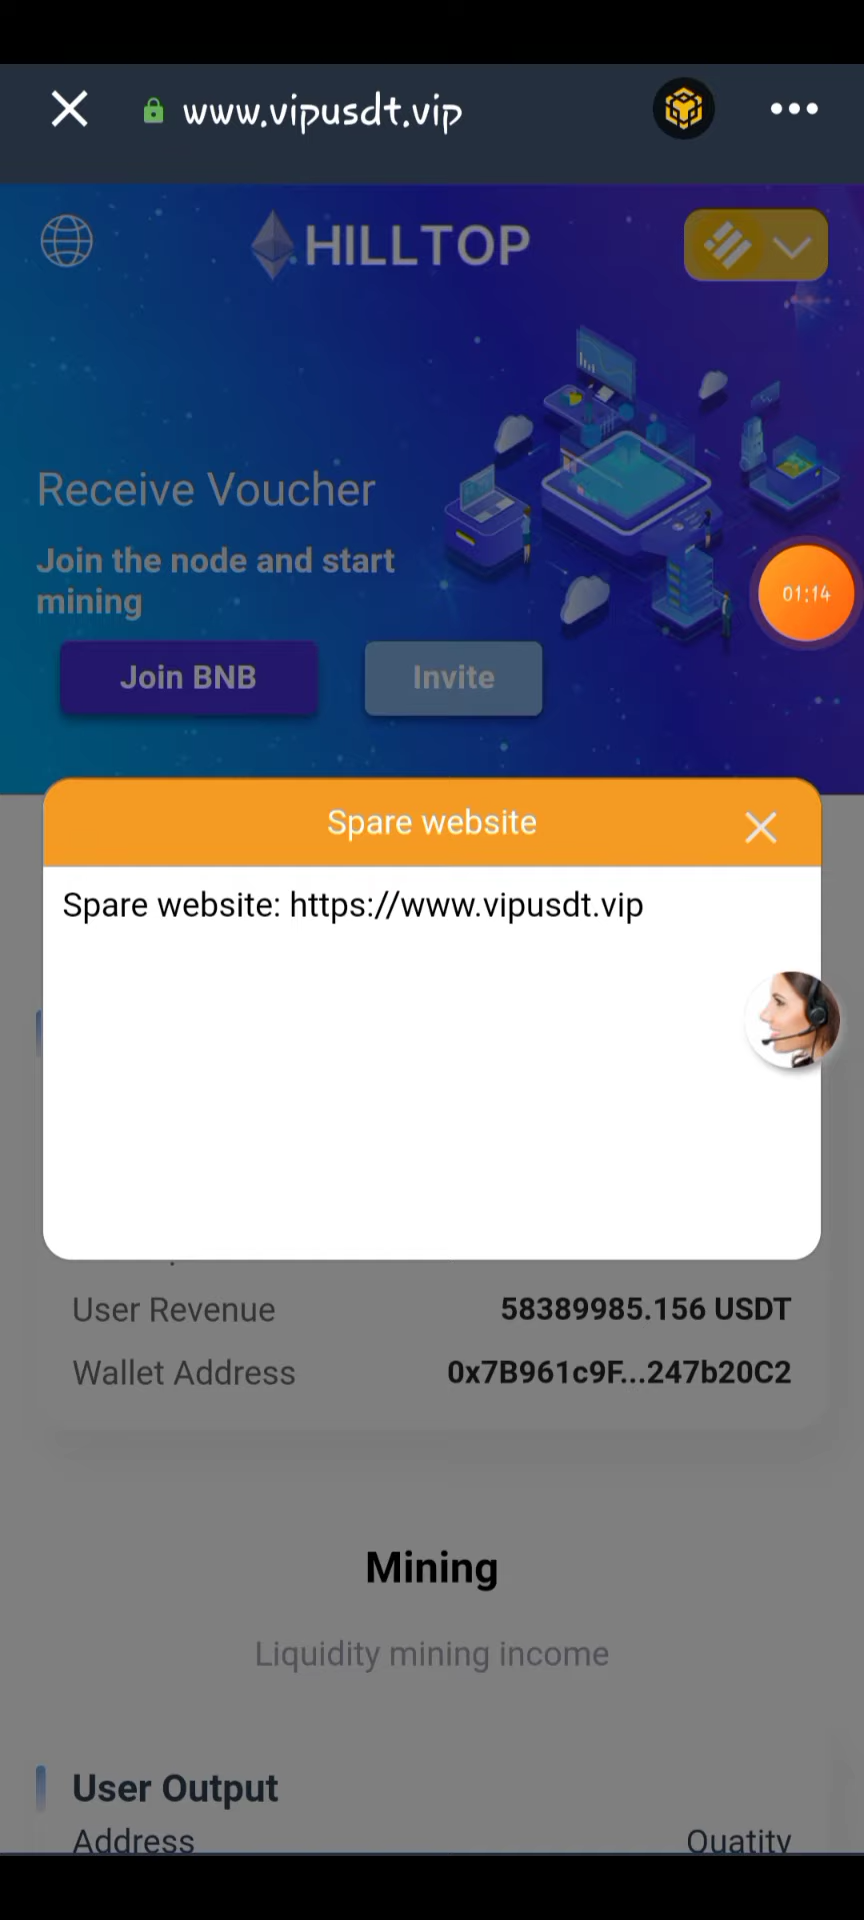 www.vipusdt.vip
HILLTOP
Receive Voucher
Join the node and start
mining
01:14
Join BNB
Invite
Spare website
Spare website: https://www.vipusdt.vip
User Revenue 58389985.156 USDT
Wallet Address 0x7B961c9F...247b20C2
Mining
Liquidity mining income
User Output
Address Quatity